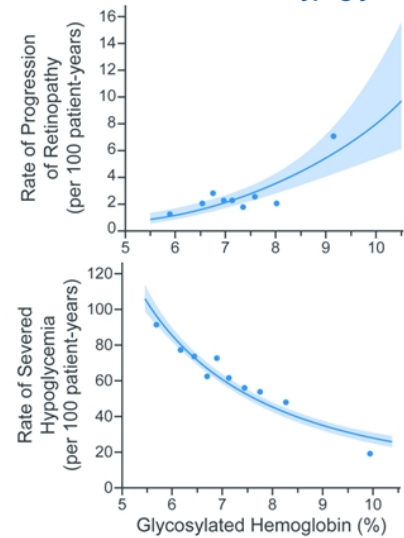 Rate of Progression
of Retinopathy
(per 100 patient-years)
16
14
12
10
8
6
4
2
0
5 6 7 8 9 10
Rate of Severed
Hypoglycemia
(per 100 patient-years)
120
100
80
60
40
20
0
5 6 7 8 9 10
Glycosylated Hemoglobin (%)